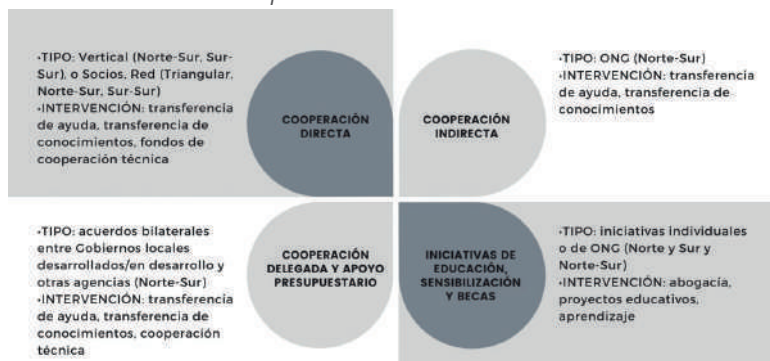 •TIPO: Vertical (Norte-Sur, Sur-
Sur), o Socios, Red (Triangular,
Norte-Sur, Sur-Sur)
•INTERVENCIÓN: transferencia
de ayuda, transferencia de
conocimientos, fondos de
cooperación técnica
COOPERACIÓN
DIRECTA
COOPERACIÓN
INDIRECTA
•TIPO: ONG (Norte-Sur)
•INTERVENCIÓN: transferencia
de ayuda, transferencia de
conocimientos
•TIPO: acuerdos bilaterales
entre Gobiernos locales
desarrollados/en desarrollo y
otras agencias (Norte-Sur)
•INTERVENCIÓN: transferencia
de ayuda, transferencia de
conocimientos, cooperación
técnica
COOPERACIÓN
DELEGADA Y APOYO
PRESUPUESTARIO
INICIATIVAS DE
EDUCACIÓN,
SENSIBILIZACIÓN
Y BECAS
•TIPO: iniciativas individuales
o de ONG (Norte y Sur y
Norte-Sur)
•INTERVENCIÓN: abogacía,
proyectos educativos,
aprendizaje